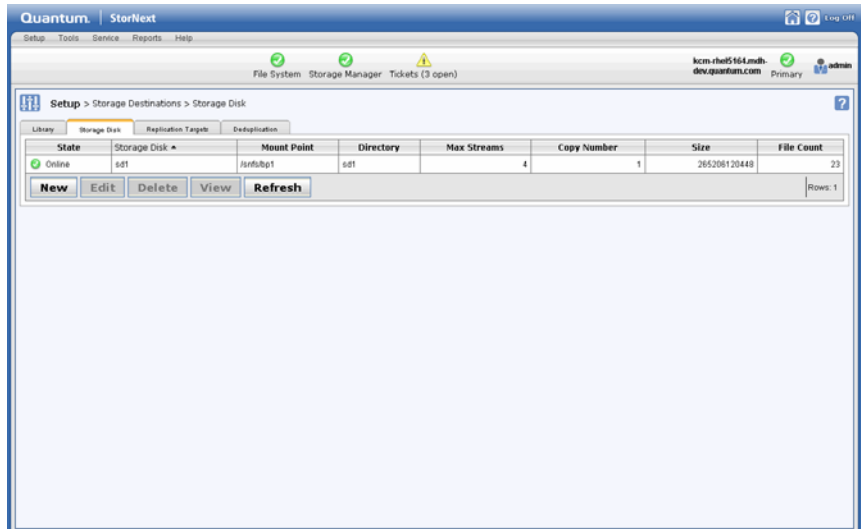 Quantum. StorNext Log Off
Setup Tools Service Reports Help
File System Storage Manager Tickets (3 open)
kcm-rhel5164.mdh-
dev.quantum.com
Primary admin
Setup > Storage Destinations > Storage Disk
Library Storage Disk Replication Targets Deduplication
State Storage Disk Mount Point Directory Max Streams Copy Number Size File Count
Online sd1 /snfs/bp1 sd1 4 1 265206120448 23
New Edit Delete View Refresh Rows: 1